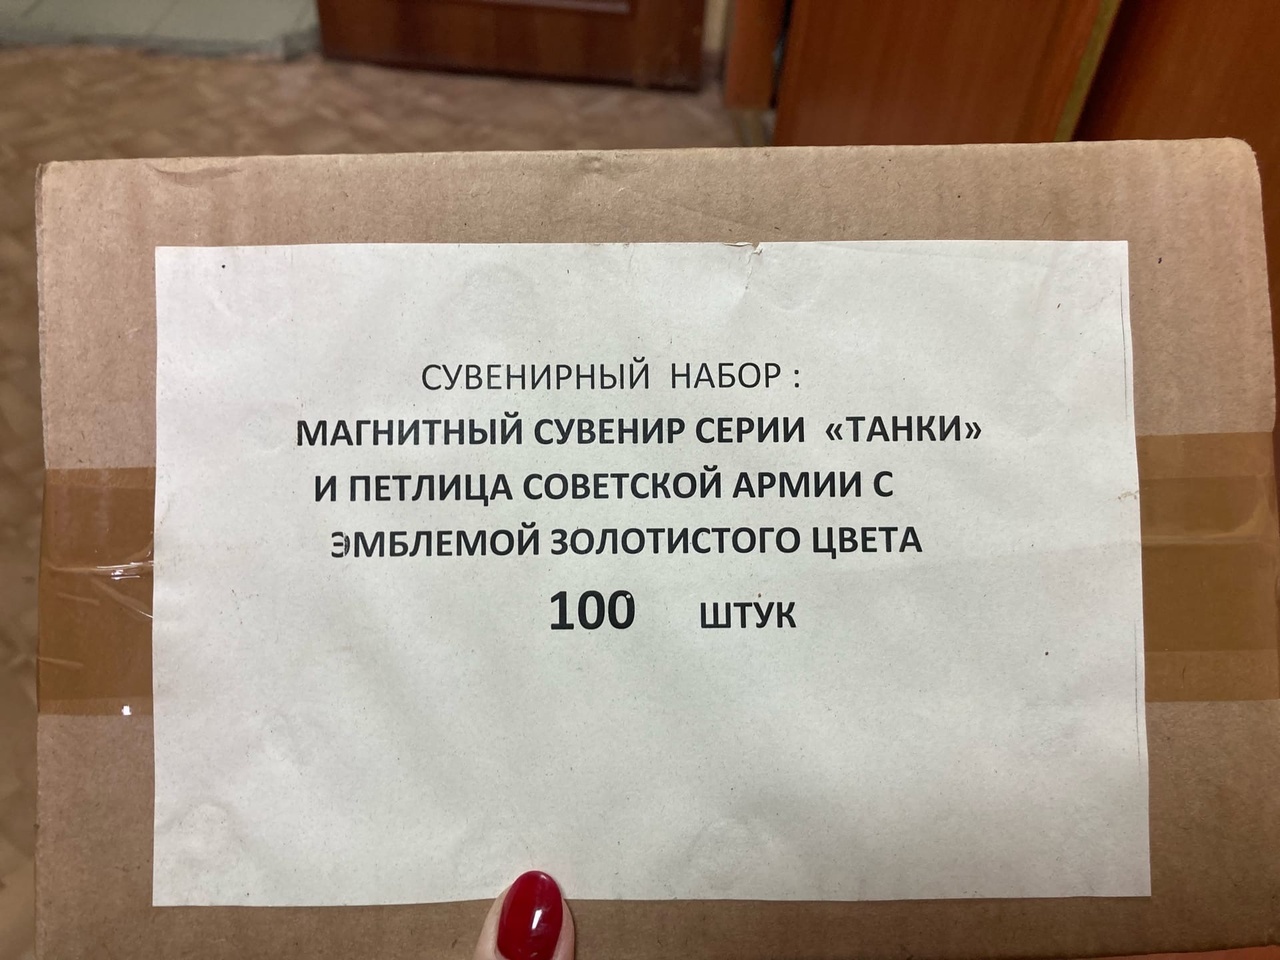 СУВЕНИРНЫЙ НАБОР :
МАГНИТНЫЙ СУВЕНИР СЕРИИ «ТАНКИ»
И ПЕТЛИЦА СОВЕТСКОЙ АРМИИ С
ЭМБЛЕМОЙ ЗОЛОТИСТОГО ЦВЕТА
100 ШТУК